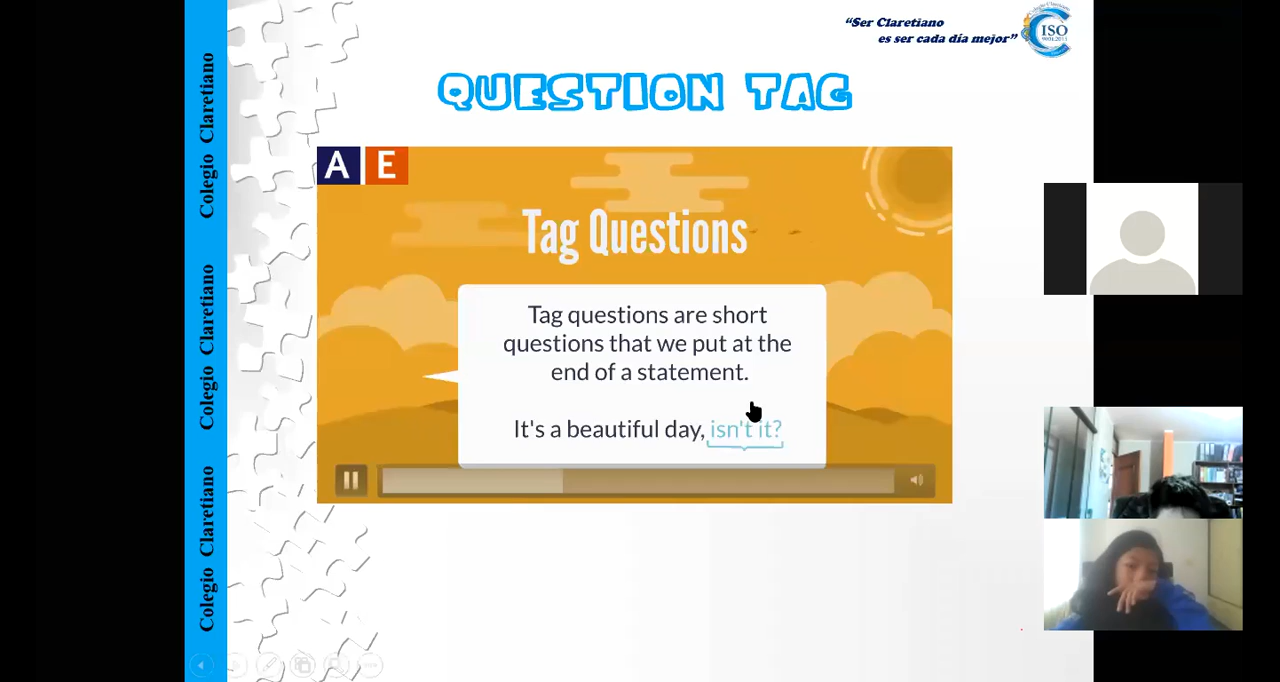 “Ser Claretiano
es ser cada día mejor”
ISO
QUESTION TAG
A E
Tag Questions
Tag questions are short
questions that we put at the
end of a statement.
It's a beautiful day, isn't it?
Colegio Claretiano
Colegio Claretiano
Colegio Claretiano